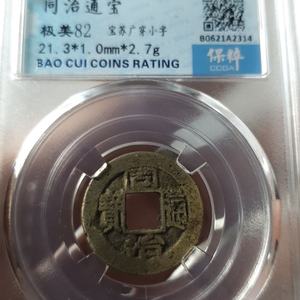 同治通宝
极美82 宝苏广穿小字
21.3*1.0mm*2.7g
BAO CUI COINS RATING
B0621A2314
保粹
CCGA
同治通寳